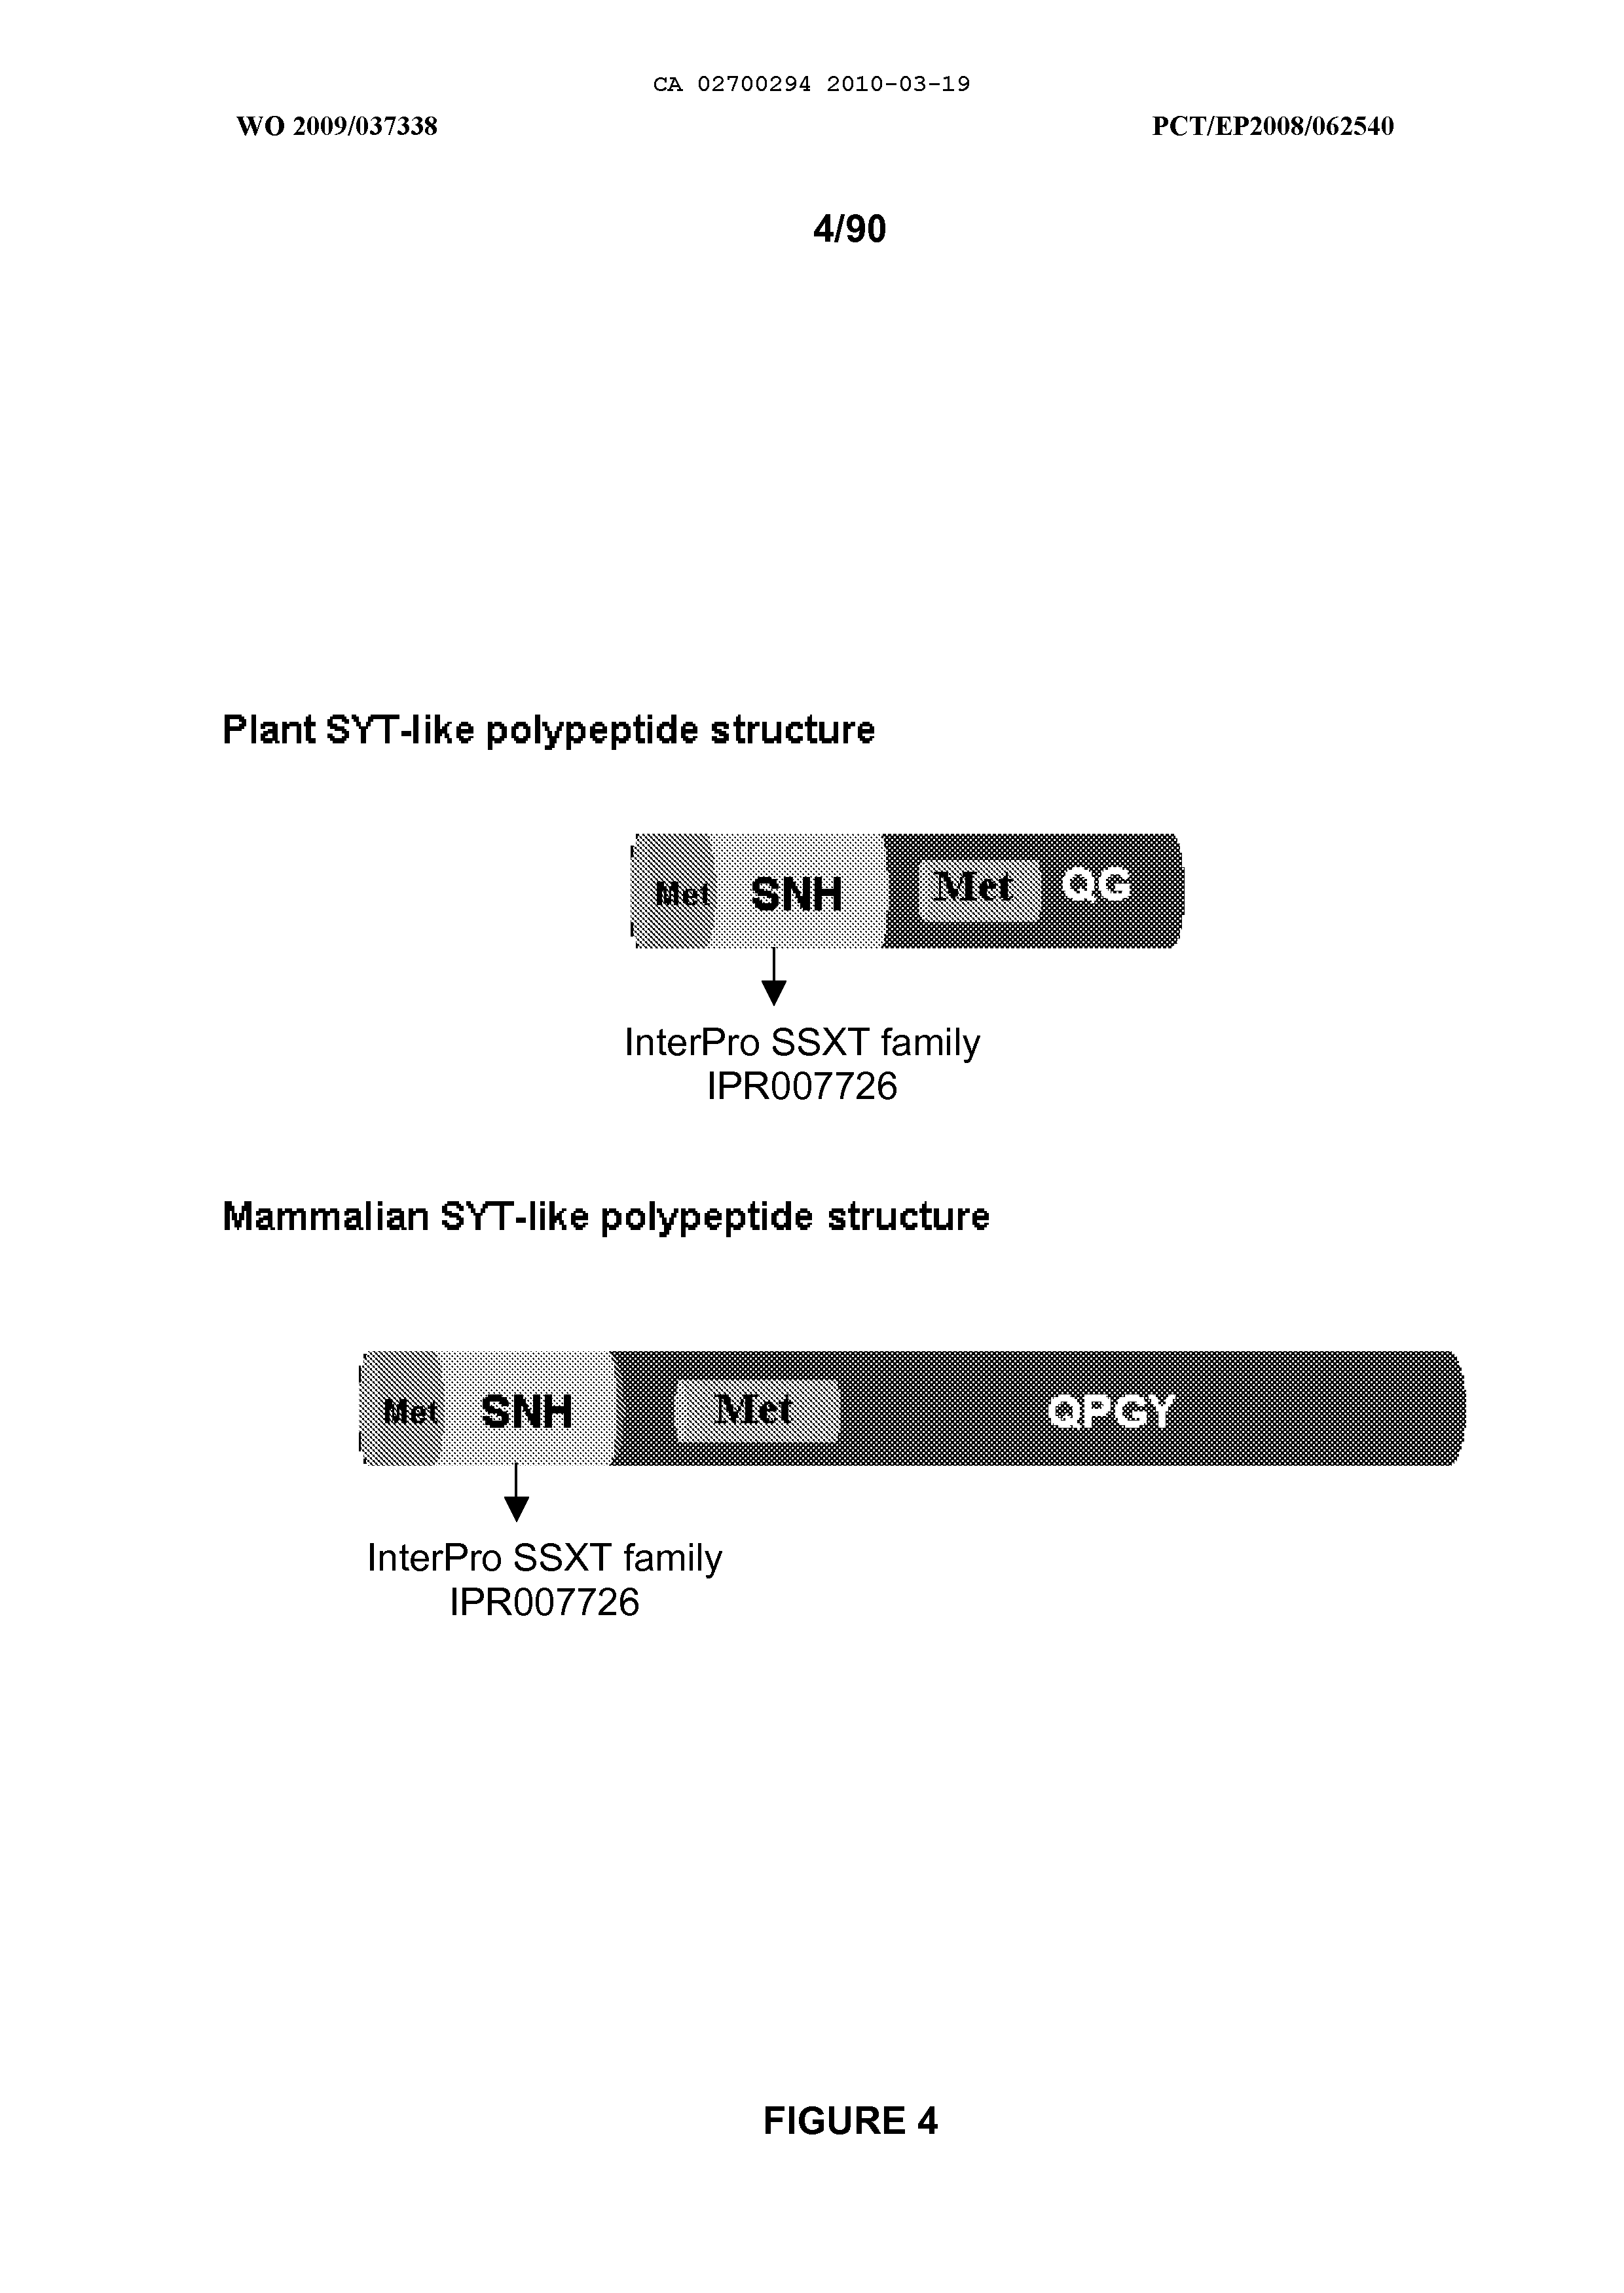 CA 02700294 2010-03-19
WO 2009/037338 PCT/EP2008/062540
4/90
Plant SYT-like polypeptide structure
Met SNH Met QG
InterPro SSXT family
IPR007726
Mammalian SYT-like polypeptide structure
Met SNH Met QPGY
InterPro SSXT family
IPR007726
FIGURE 4